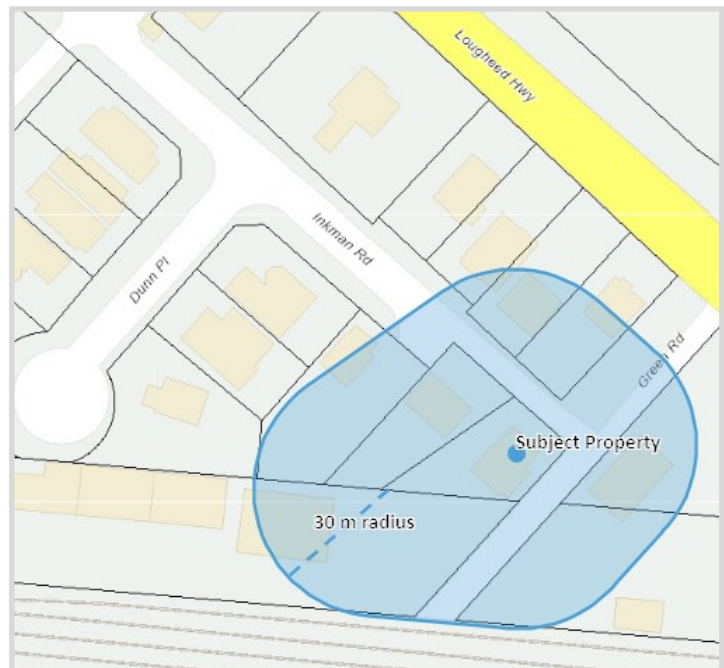 Lougheed Hwy
Inkman Rd
Dunn Pl
Green Rd
Subject Property
30 m radius